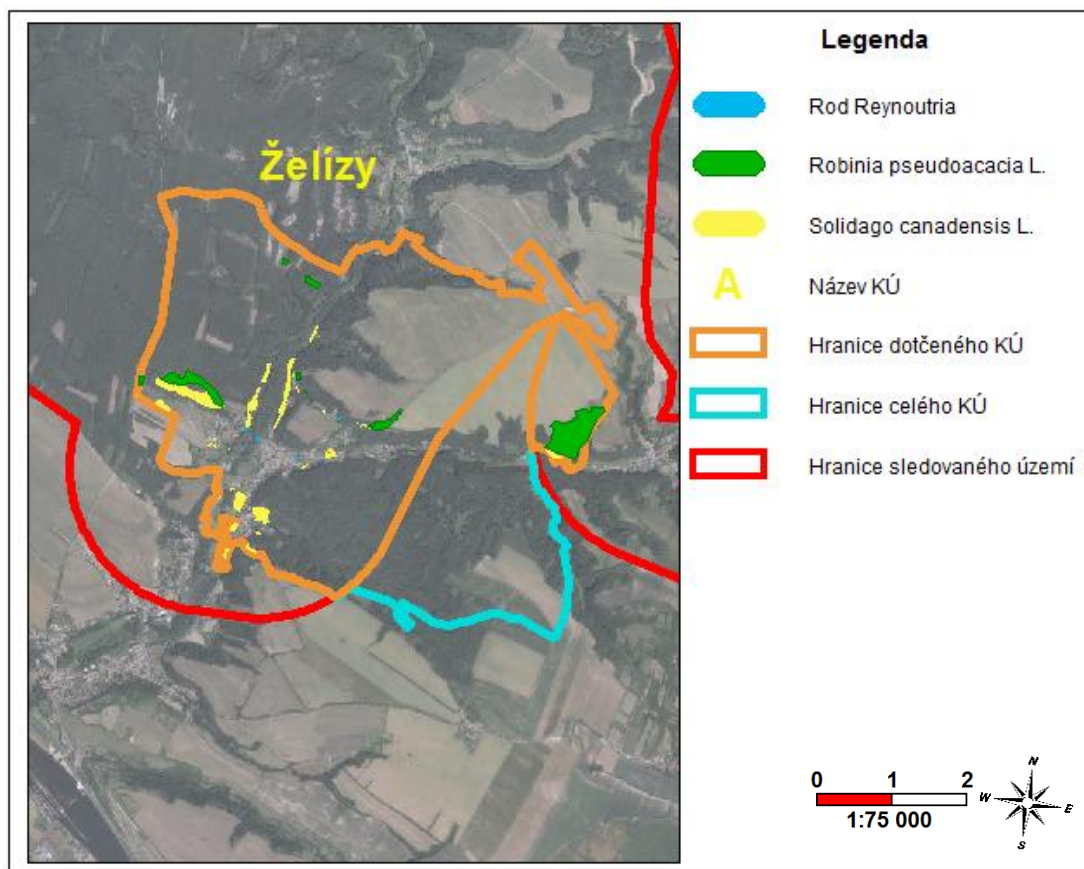 Želízy
Legenda
Rod Reynoutria
Robinia pseudoacacia L.
Solidago canadensis L.
A Název KÚ
Hranice dotčeného KÚ
Hranice celého KÚ
Hranice sledovaného území
0 1 2
1:75 000
N
W E
S